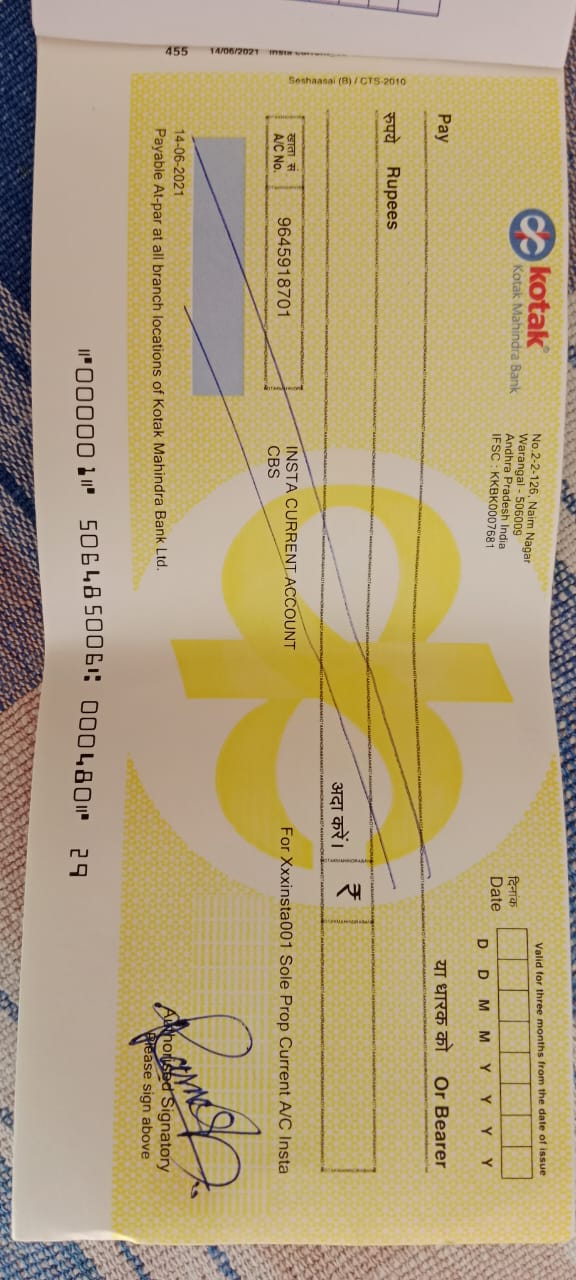 455 14/06/2021
Seshaasai (B) / CTS-2010
kotak®
Kotak Mahindra Bank
No.2-2-126, Naim Nagar
Warangal - 506009
Andhra Pradesh India
IFSC : KKBK0007681
Valid for three months from the date of issue
दिनांक
Date
D D M M Y Y Y Y
Pay
या धारक को Or Bearer
रुपये Rupees
अदा करें।
₹
खाता सं
A/C No.
9645918701
INSTA CURRENT ACCOUNT
CBS
For Xxxinsta001 Sole Prop Current A/C Insta
14-06-2021
Payable At-par at all branch locations of Kotak Mahindra Bank Ltd.
Authorised Signatory
Please sign above
⑈000001⑈ 506485006⑆ 000480⑈ 29